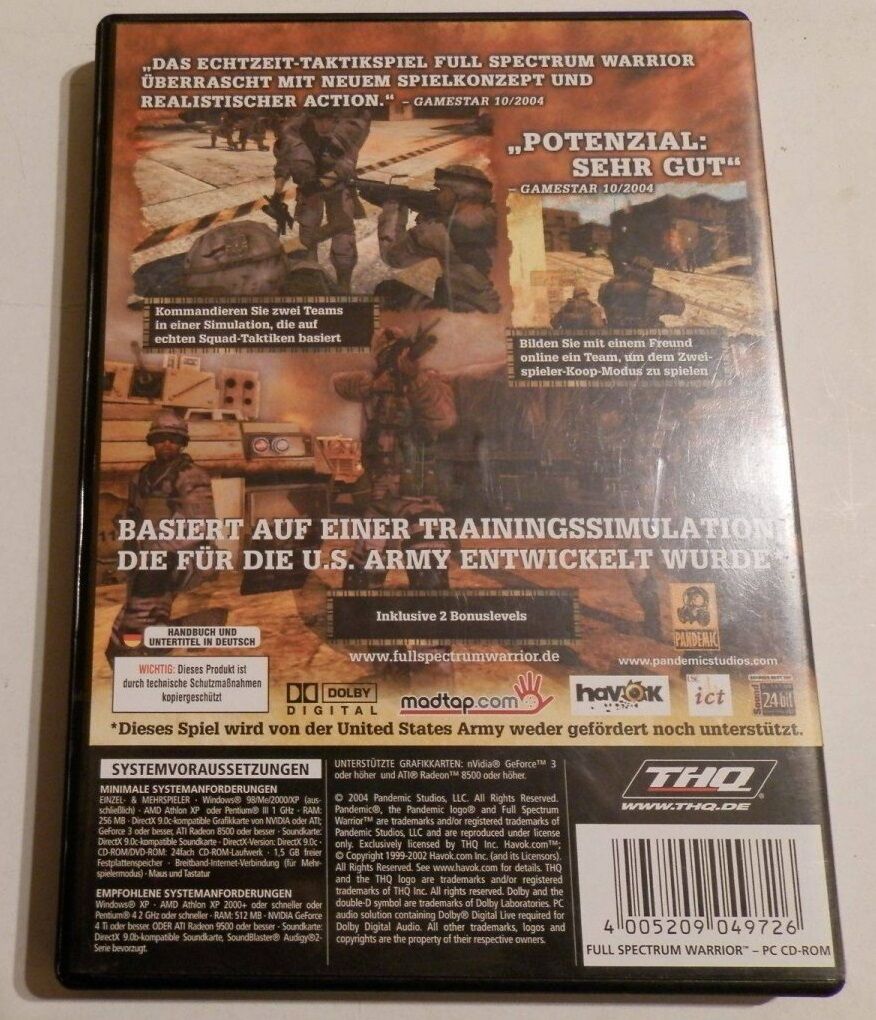 „DAS ECHTZEIT-TAKTIKSPIEL FULL SPECTRUM WARRIOR
ÜBERRASCHT MIT NEUEM SPIELKONZEPT UND
REALISTISCHER ACTION.“ – GAMESTAR 10/2004
„POTENZIAL:
SEHR GUT“
– GAMESTAR 10/2004
Kommandieren Sie zwei Teams
in einer Simulation, die auf
echten Squad-Taktiken basiert
Bilden Sie mit einem Freund
online ein Team, um dem Zwei-
spieler-Koop-Modus zu spielen
BASIERT AUF EINER TRAININGSSIMULATION,
DIE FÜR DIE U.S. ARMY ENTWICKELT WURDE*
Inklusive 2 Bonuslevels
PANDEMIC
HANDBUCH UND
UNTERTITEL IN DEUTSCH
www.fullspectrumwarrior.de
www.pandemicstudios.com
WICHTIG: Dieses Produkt ist
durch technische Schutzmaßnahmen
kopiergeschützt
DOLBY
DIGITAL
madtap.com
havok
ict
24 bit
*Dieses Spiel wird von der United States Army weder gefördert noch unterstützt.
SYSTEMVORAUSSETZUNGEN
MINIMALE SYSTEMANFORDERUNGEN
EINZEL- & MEHRSPIELER · Windows® 98/Me/2000/XP (aus-
schließlich) · AMD Athlon XP oder Pentium® III 1 GHz · RAM:
256 MB · DirectX 9.0c-kompatible Grafikkarte von NVIDIA oder ATI;
GeForce 3 oder besser, ATI Radeon 8500 oder besser · Soundkarte:
DirectX 9.0c-kompatible Soundkarte · DirectX-Version: DirectX 9.0c ·
CD-ROM/DVD-ROM: 24fach CD-ROM-Laufwerk · 1,5 GB freier
Festplattenspeicher · Breitband-Internet-Verbindung (für Mehr-
spielermodus) · Maus und Tastatur
EMPFOHLENE SYSTEMANFORDERUNGEN
Windows® XP · AMD Athlon XP 2000+ oder schneller oder
Pentium® 4 2 GHz oder schneller · RAM: 512 MB · NVIDIA GeForce
4 Ti oder besser. ODER ATI Radeon 9500 oder besser · Soundkarte:
DirectX 9.0b-kompatible Soundkarte, SoundBlaster® Audigy®2-
Serie bevorzugt.
UNTERSTÜTZTE GRAFIKKARTEN: nVidia® GeForce™ 3
oder höher und ATI® Radeon™ 8500 oder höher.
© 2004 Pandemic Studios, LLC. All Rights Reserved.
Pandemic®, the Pandemic logo® and Full Spectrum
Warrior™ are trademarks and/or registered trademarks of
Pandemic Studios, LLC and are reproduced under license
only. Exclusively licensed by THQ Inc. Havok.com™;
© Copyright 1999-2002 Havok.com Inc. (and its Licensors).
All Rights Reserved. See www.havok.com for details. THQ
and the THQ logo are trademarks and/or registered
trademarks of THQ Inc. All rights reserved. Dolby and the
double-D symbol are trademarks of Dolby Laboratories. PC
audio solution containing Dolby® Digital Live required for
Dolby Digital Audio. All other trademarks, logos and
copyrights are the property of their respective owners.
THQ®
WWW.THQ.DE
4 005209 049726
FULL SPECTRUM WARRIOR™ – PC CD-ROM